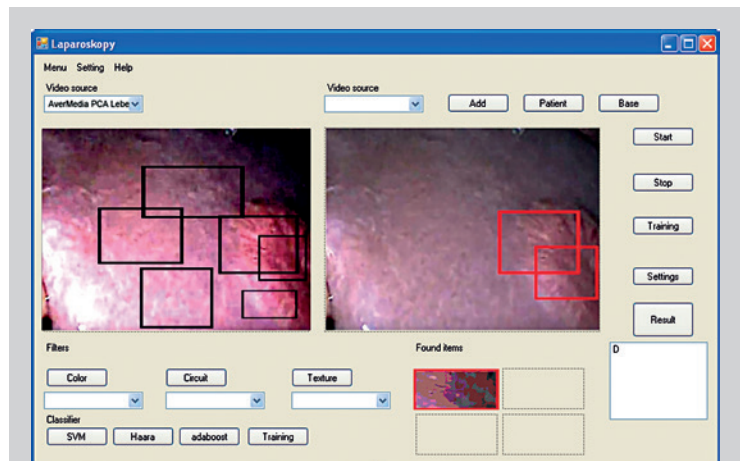 Laparoskopy
Menu Setting Help
Video source Video source
AverMedia PCA Lebe Add Patient Base
Start
Stop
Training
Settings
Result
Filters Found items D
Color Circuit Texture
Classifier
SVM Haara adaboost Training